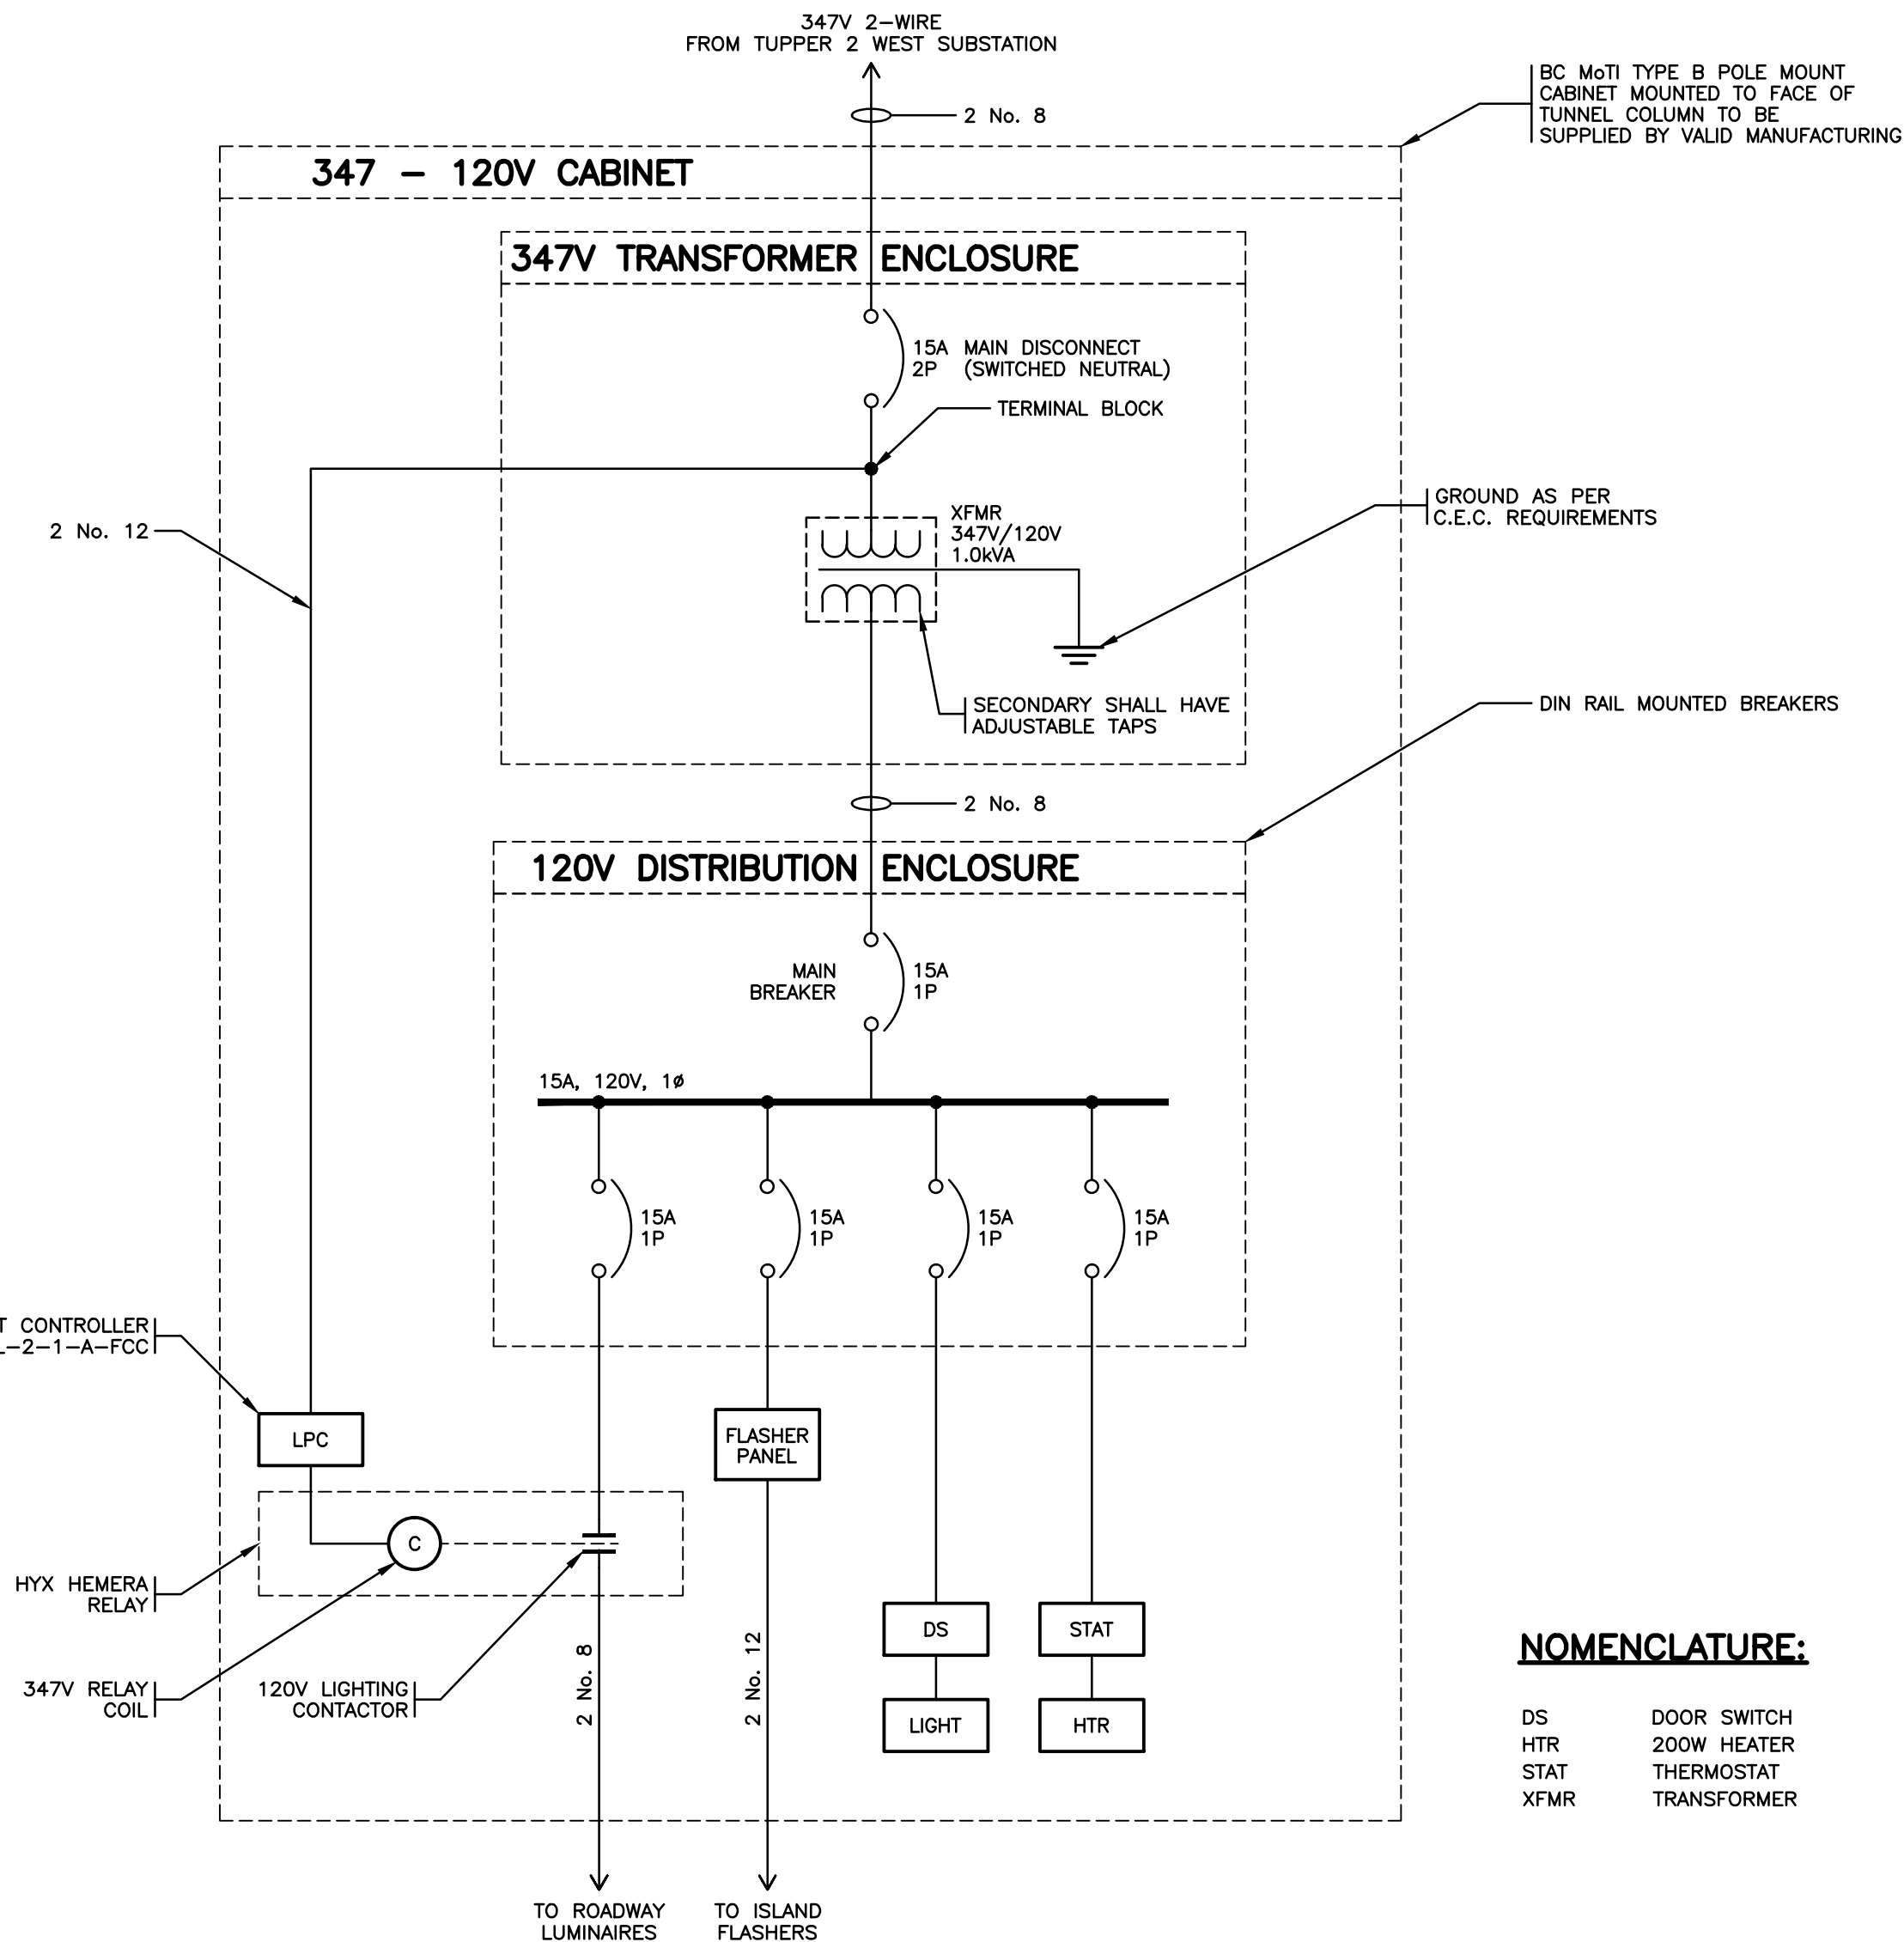 347V 2-WIRE
FROM TUPPER 2 WEST SUBSTATION
2 No. 8
BC MoTI TYPE B POLE MOUNT
CABINET MOUNTED TO FACE OF
TUNNEL COLUMN TO BE
SUPPLIED BY VALID MANUFACTURING
347 - 120V CABINET
347V TRANSFORMER ENCLOSURE
15A MAIN DISCONNECT
2P (SWITCHED NEUTRAL)
TERMINAL BLOCK
2 No. 12
XFMR
347V/120V
1.0kVA
GROUND AS PER
C.E.C. REQUIREMENTS
SECONDARY SHALL HAVE
ADJUSTABLE TAPS
DIN RAIL MOUNTED BREAKERS
2 No. 8
120V DISTRIBUTION ENCLOSURE
MAIN
BREAKER
15A
1P
15A, 120V, 1ø
15A
1P
15A
1P
15A
1P
15A
1P
CONTROLLER
-2-1-A-FCC
LPC
FLASHER
PANEL
C
HYX HEMERA
RELAY
347V RELAY
COIL
120V LIGHTING
CONTACTOR
2 No. 8
2 No. 12
DS
LIGHT
STAT
HTR
NOMENCLATURE:
DS DOOR SWITCH
HTR 200W HEATER
STAT THERMOSTAT
XFMR TRANSFORMER
TO ROADWAY
LUMINAIRES
TO ISLAND
FLASHERS